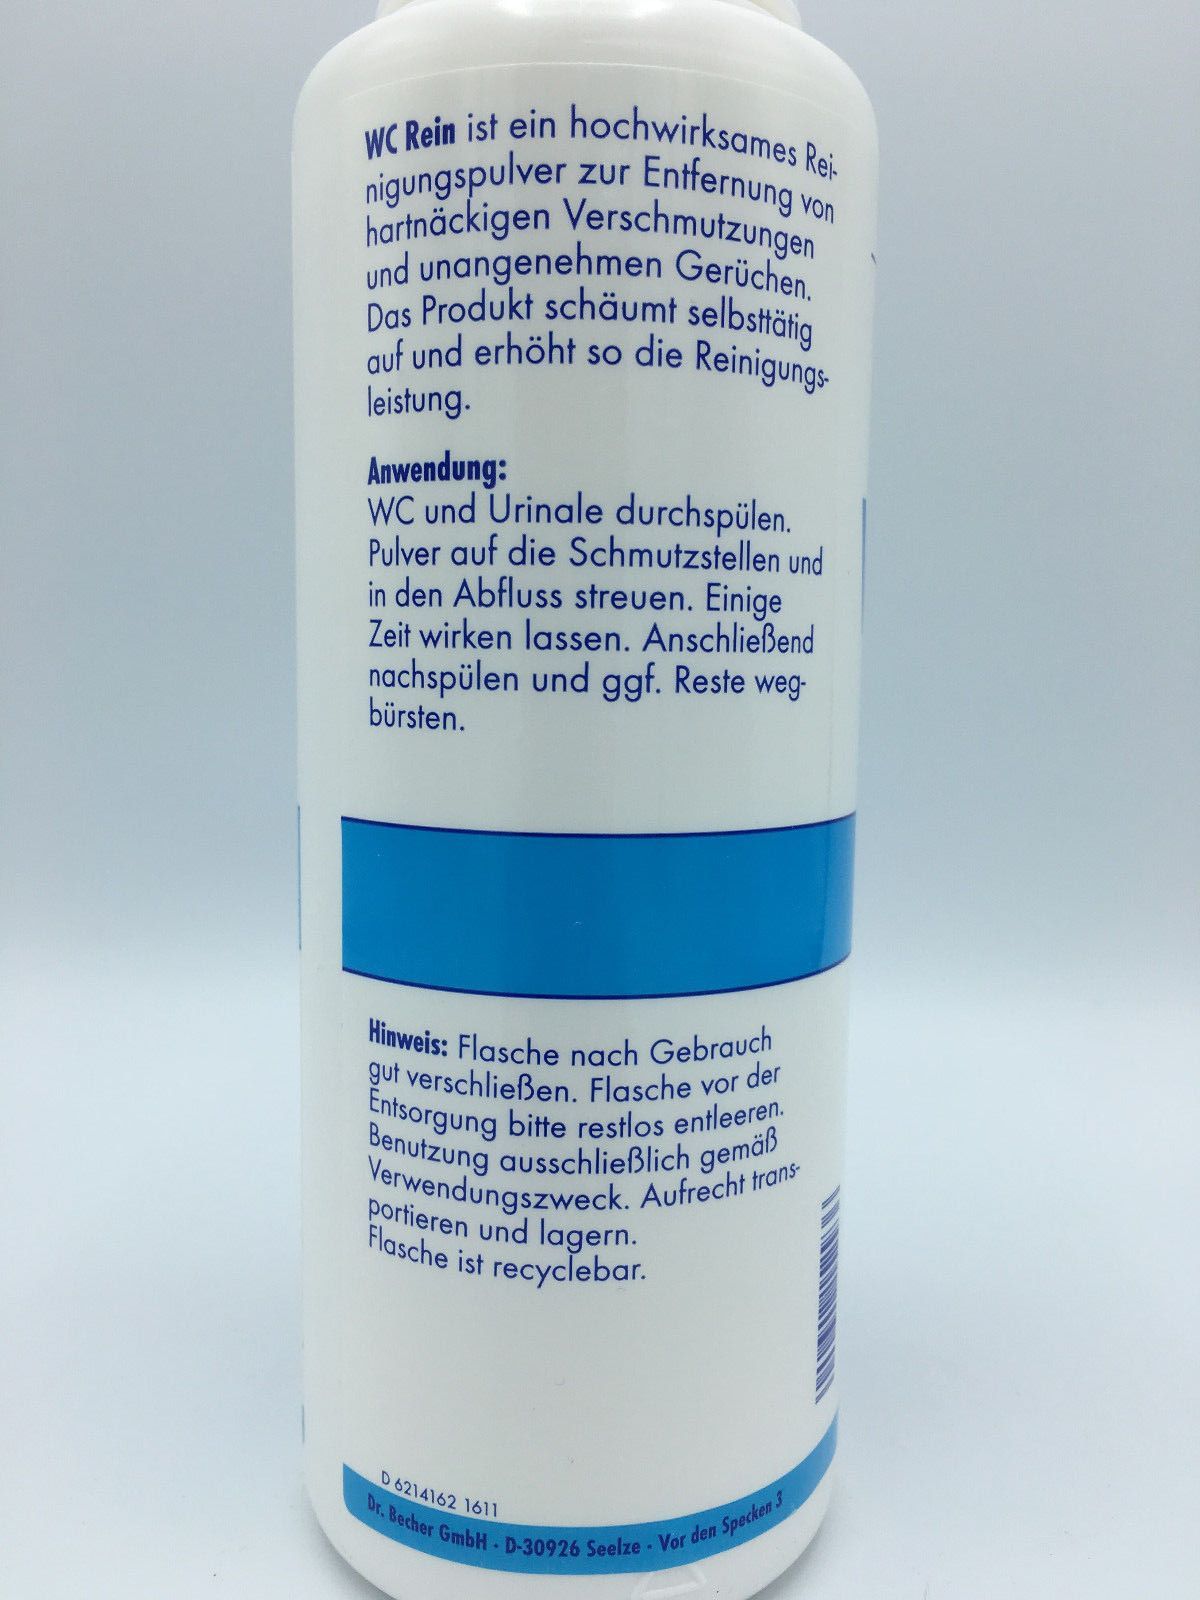 WC Rein ist ein hochwirksames Rei-
nigungspulver zur Entfernung von
hartnäckigen Verschmutzungen
und unangenehmen Gerüchen.
Das Produkt schäumt selbsttätig
auf und erhöht so die Reinigungs-
leistung.
Anwendung:
WC und Urinale durchspülen.
Pulver auf die Schmutzstellen und
in den Abfluss streuen. Einige
Zeit wirken lassen. Anschließend
nachspülen und ggf. Reste weg-
bürsten.
Hinweis: Flasche nach Gebrauch
gut verschließen. Flasche vor der
Entsorgung bitte restlos entleeren.
Benutzung ausschließlich gemäß
Verwendungszweck. Aufrecht trans-
portieren und lagern.
Flasche ist recyclebar.
D 6214162 1611
Dr. Becher GmbH · D-30926 Seelze · Vor den Specken 3